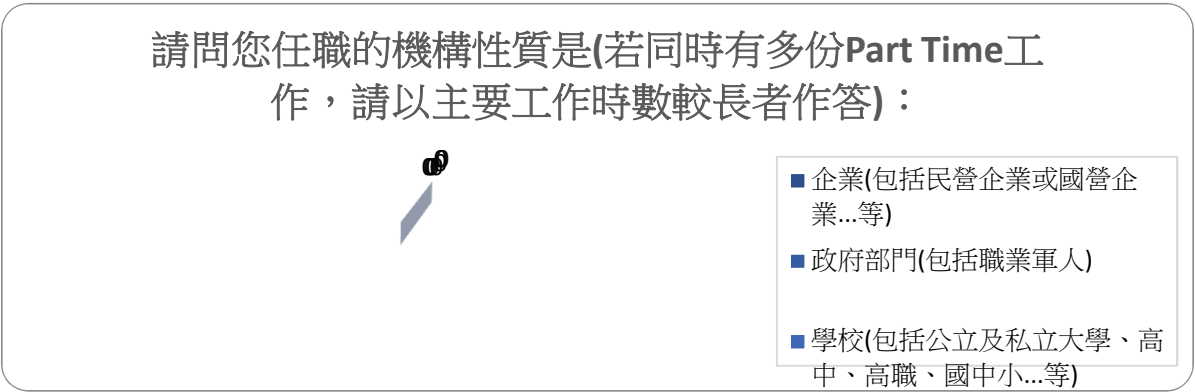 請問您任職的機構性質是(若同時有多份Part Time工
作，請以主要工作時數較長者作答)：
企業(包括民營企業或國營企
業...等)
政府部門(包括職業軍人)
學校(包括公立及私立大學、高
中、高職、國中小...等)